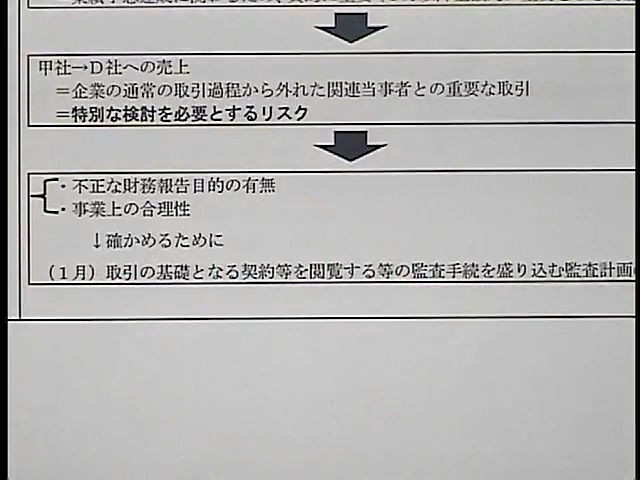 甲社→D社への売上
＝企業の通常の取引過程から外れた関連当事者との重要な取引
＝特別な検討を必要とするリスク
・不正な財務報告目的の有無
・事業上の合理性
↓確かめるために
（１月）取引の基礎となる契約等を閲覧する等の監査手続を盛り込む監査計画